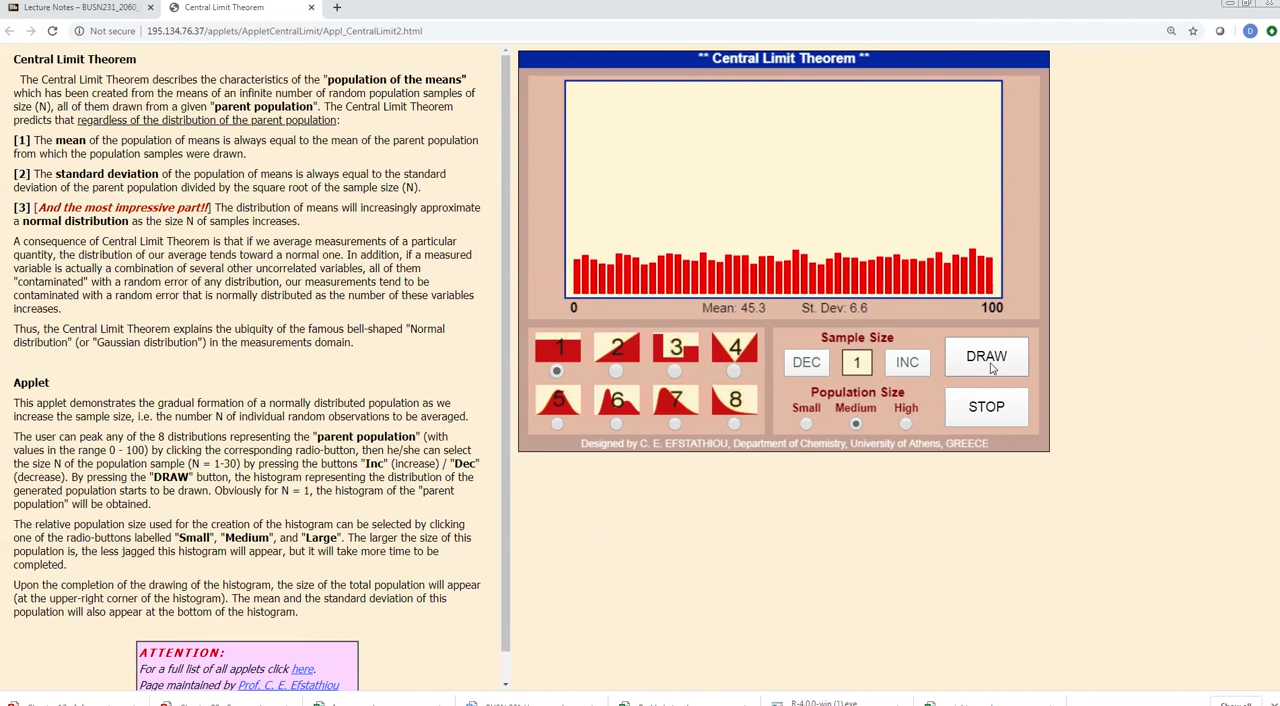 Lecture Notes – BUSN231_2060_
Central Limit Theorem
Not secure
195.134.76.37/applets/AppletCentralLimit/Appl_CentralLimit2.html
D
Central Limit Theorem
The Central Limit Theorem describes the characteristics of the "population of the means"
which has been created from the means of an infinite number of random population samples of
size (N), all of them drawn from a given "parent population". The Central Limit Theorem
predicts that regardless of the distribution of the parent population:
[1] The mean of the population of means is always equal to the mean of the parent population
from which the population samples were drawn.
[2] The standard deviation of the population of means is always equal to the standard
deviation of the parent population divided by the square root of the sample size (N).
[3] [And the most impressive part!!] The distribution of means will increasingly approximate
a normal distribution as the size N of samples increases.
A consequence of Central Limit Theorem is that if we average measurements of a particular
quantity, the distribution of our average tends toward a normal one. In addition, if a measured
variable is actually a combination of several other uncorrelated variables, all of them
"contaminated" with a random error of any distribution, our measurements tend to be
contaminated with a random error that is normally distributed as the number of these variables
increases.
Thus, the Central Limit Theorem explains the ubiquity of the famous bell-shaped "Normal
distribution" (or "Gaussian distribution") in the measurements domain.
Applet
This applet demonstrates the gradual formation of a normally distributed population as we
increase the sample size, i.e. the number N of individual random observations to be averaged.
The user can peak any of the 8 distributions representing the "parent population" (with
values in the range 0 - 100) by clicking the corresponding radio-button, then he/she can select
the size N of the population sample (N = 1-30) by pressing the buttons "Inc" (increase) / "Dec"
(decrease). By pressing the "DRAW" button, the histogram representing the distribution of the
generated population starts to be drawn. Obviously for N = 1, the histogram of the "parent
population" will be obtained.
The relative population size used for the creation of the histogram can be selected by clicking
one of the radio-buttons labelled "Small", "Medium", and "Large". The larger the size of this
population is, the less jagged this histogram will appear, but it will take more time to be
completed.
Upon the completion of the drawing of the histogram, the size of the total population will appear
(at the upper-right corner of the histogram). The mean and the standard deviation of this
population will also appear at the bottom of the histogram.
ATTENTION:
For a full list of all applets click here.
Page maintained by Prof. C. E. Efstathiou
** Central Limit Theorem **
0 Mean: 45.3 St. Dev: 6.6 100
1 2 3 4
5 6 7 8
Sample Size
DEC 1 INC
Population Size
Small Medium High
DRAW
STOP
Designed by C. E. EFSTATHIOU, Department of Chemistry, University of Athens, GREECE
R-4.0.0-win (1).exe
Show all